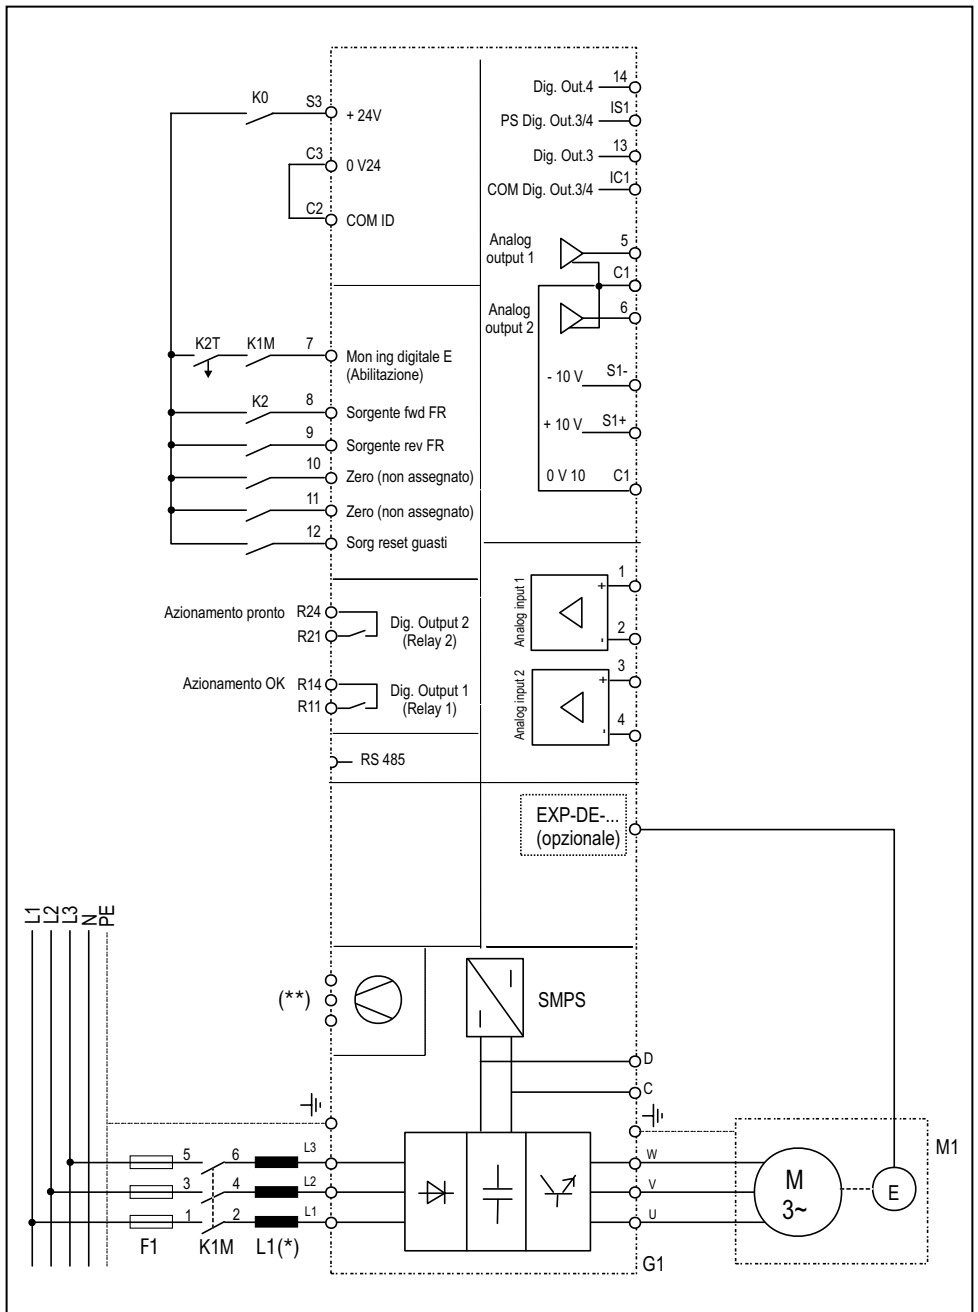 K0
S3
+ 24V
C3
0 V24
C2
COM ID
K2T
K1M
7
Mon ing digitale E
(Abilitazione)
K2
8
Sorgente fwd FR
9
Sorgente rev FR
10
Zero (non assegnato)
11
Zero (non assegnato)
12
Sorg reset guasti
Azionamento pronto
R24
R21
Dig. Output 2
(Relay 2)
Azionamento OK
R14
R11
Dig. Output 1
(Relay 1)
RS 485
Dig. Out.4
14
PS Dig. Out.3/4
IS1
Dig. Out.3
13
COM Dig. Out.3/4
IC1
Analog
output 1
5
C1
Analog
output 2
6
- 10 V
S1-
+ 10 V
S1+
0 V 10
C1
Analog input 1
+
1
-
2
Analog input 2
+
3
-
4
EXP-DE-...
(opzionale)
L1
L2
L3
N
PE
(**)
SMPS
D
C
5
6
L3
3
4
L2
1
2
L1
F1
K1M
L1(*)
W
V
U
G1
M
3~
E
M1